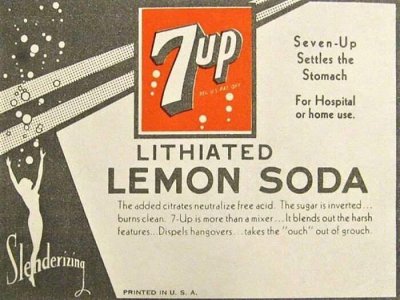 7up
REG. U.S. PAT. OFF.
Seven-Up
Settles the
Stomach
For Hospital
or home use.
LITHIATED
LEMON SODA
The added citrates neutralize free acid. The sugar is inverted...
burns clean. 7-Up is more than a mixer...It blends out the harsh
features...Dispels hangovers...takes the "ouch" out of grouch.
Slenderizing
PRINTED IN U. S. A.